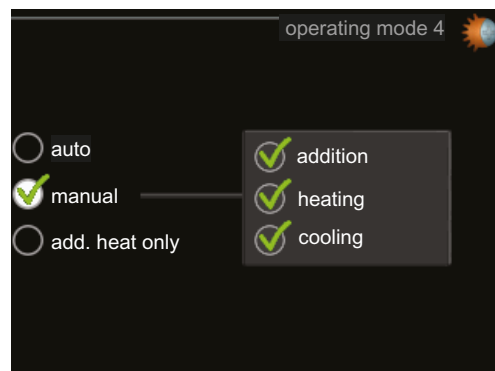 operating mode 4
auto
manual
add. heat only
addition
heating
cooling